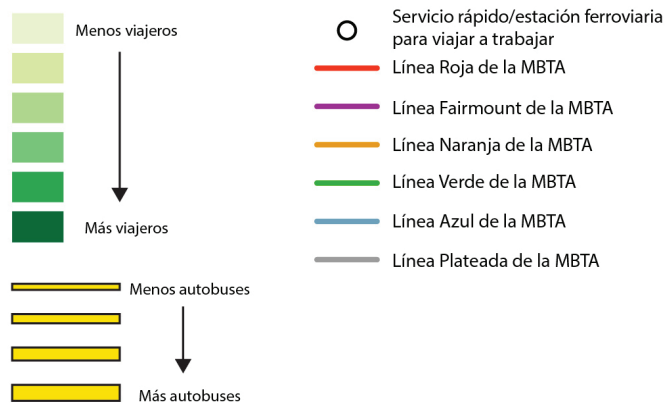 Menos viajeros
Más viajeros
Menos autobuses
Más autobuses
Servicio rápido/estación ferroviaria
para viajar a trabajar
Línea Roja de la MBTA
Línea Fairmount de la MBTA
Línea Naranja de la MBTA
Línea Verde de la MBTA
Línea Azul de la MBTA
Línea Plateada de la MBTA